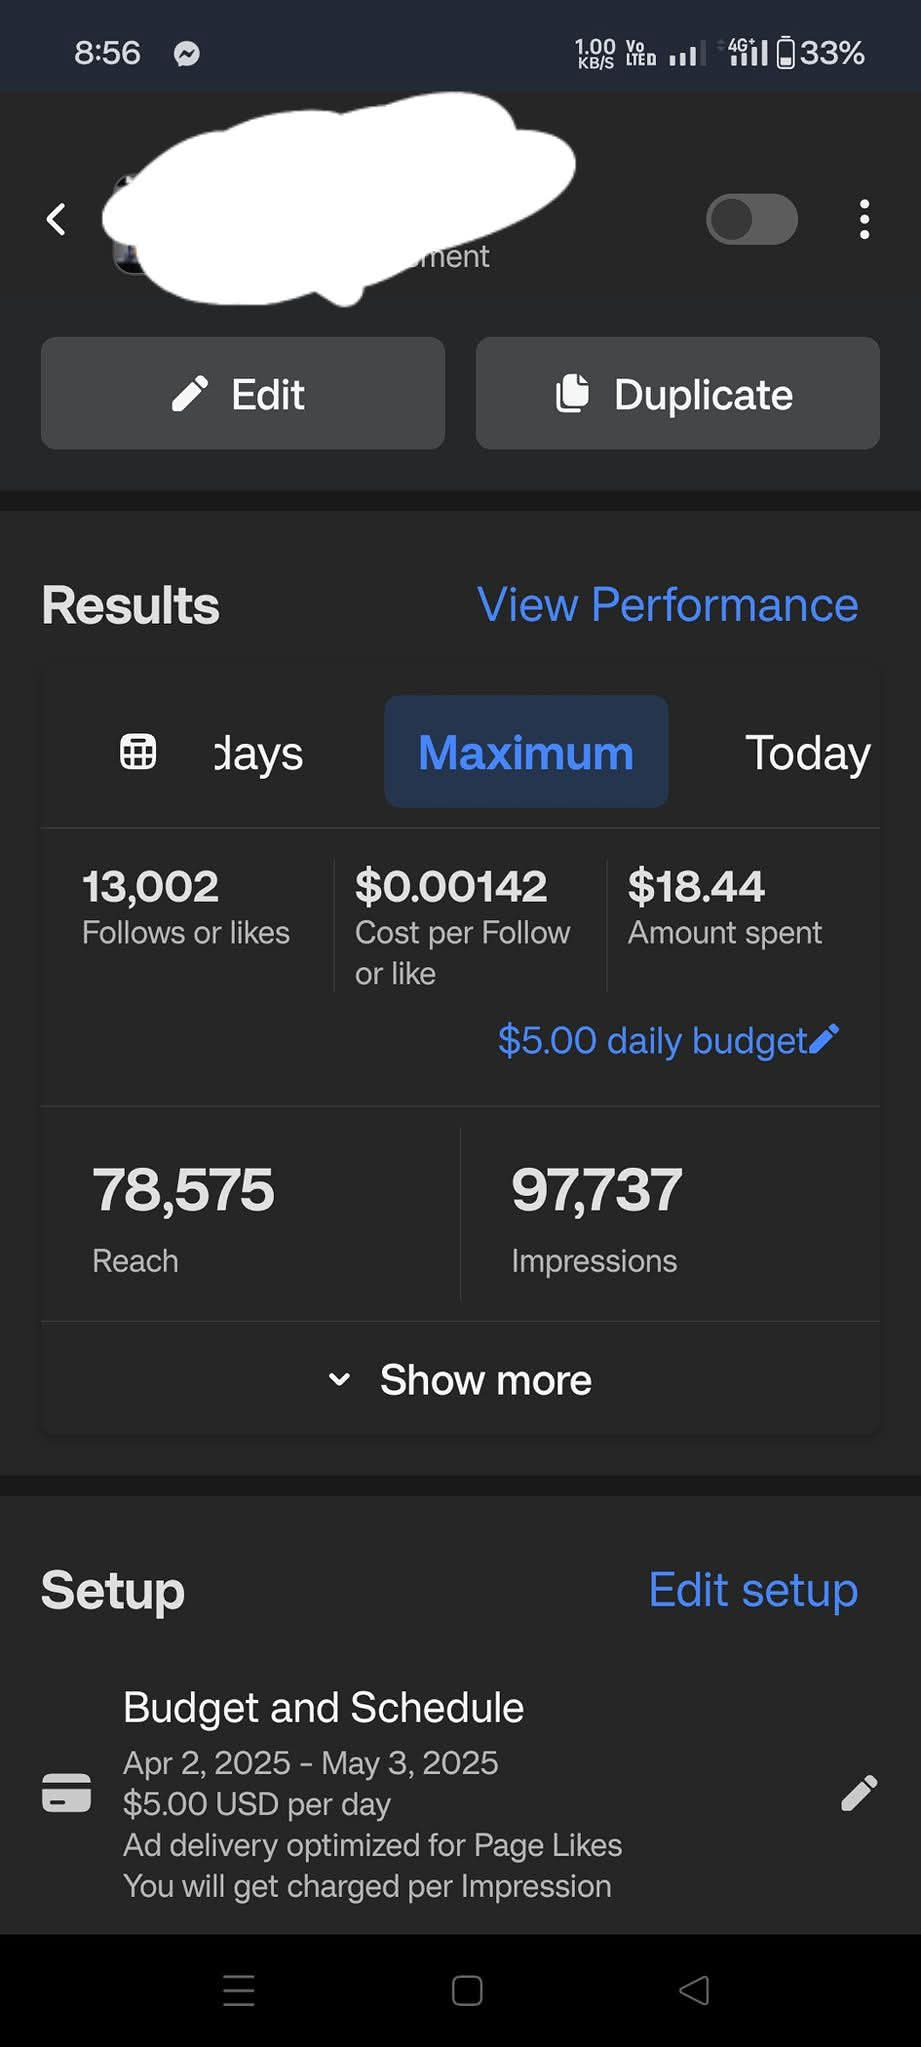 8:56
1.00 KB/S
Vo LTE
4G+
33%
Edit
Duplicate
Results
View Performance
days
Maximum
Today
13,002
Follows or likes
$0.00142
Cost per Follow
or like
$18.44
Amount spent
$5.00 daily budget
78,575
Reach
97,737
Impressions
Show more
Setup
Edit setup
Budget and Schedule
Apr 2, 2025 - May 3, 2025
$5.00 USD per day
Ad delivery optimized for Page Likes
You will get charged per Impression